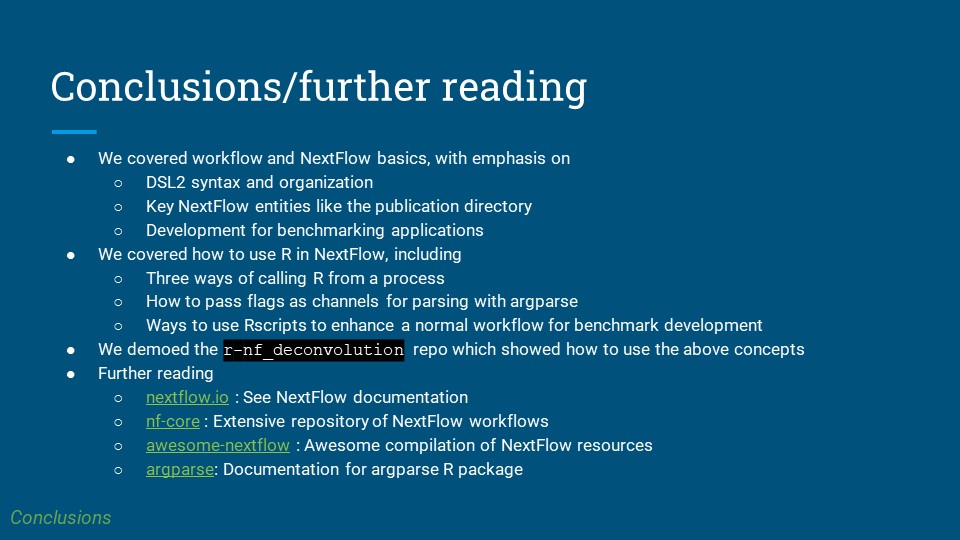 Conclusions/further reading
● We covered workflow and NextFlow basics, with emphasis on
○ DSL2 syntax and organization
○ Key NextFlow entities like the publication directory
○ Development for benchmarking applications
● We covered how to use R in NextFlow, including
○ Three ways of calling R from a process
○ How to pass flags as channels for parsing with argparse
○ Ways to use Rscripts to enhance a normal workflow for benchmark development
● We demoed the r-nf_deconvolution repo which showed how to use the above concepts
● Further reading
○ nextflow.io : See NextFlow documentation
○ nf-core : Extensive repository of NextFlow workflows
○ awesome-nextflow : Awesome compilation of NextFlow resources
○ argparse: Documentation for argparse R package
Conclusions